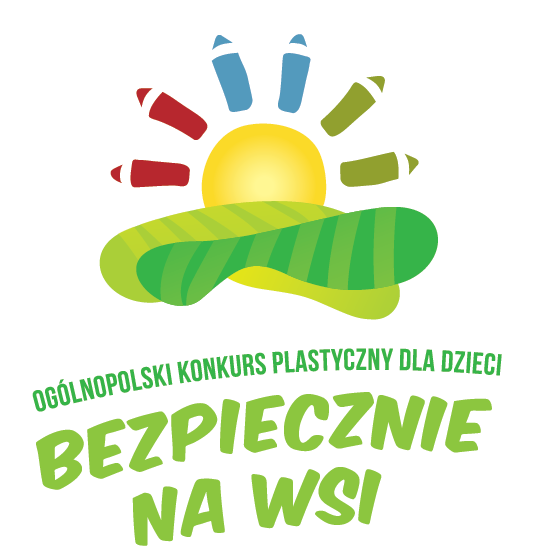 OGÓLNOPOLSKI KONKURS PLASTYCZNY DLA DZIECI
BEZPIECZNIE
NA WSI